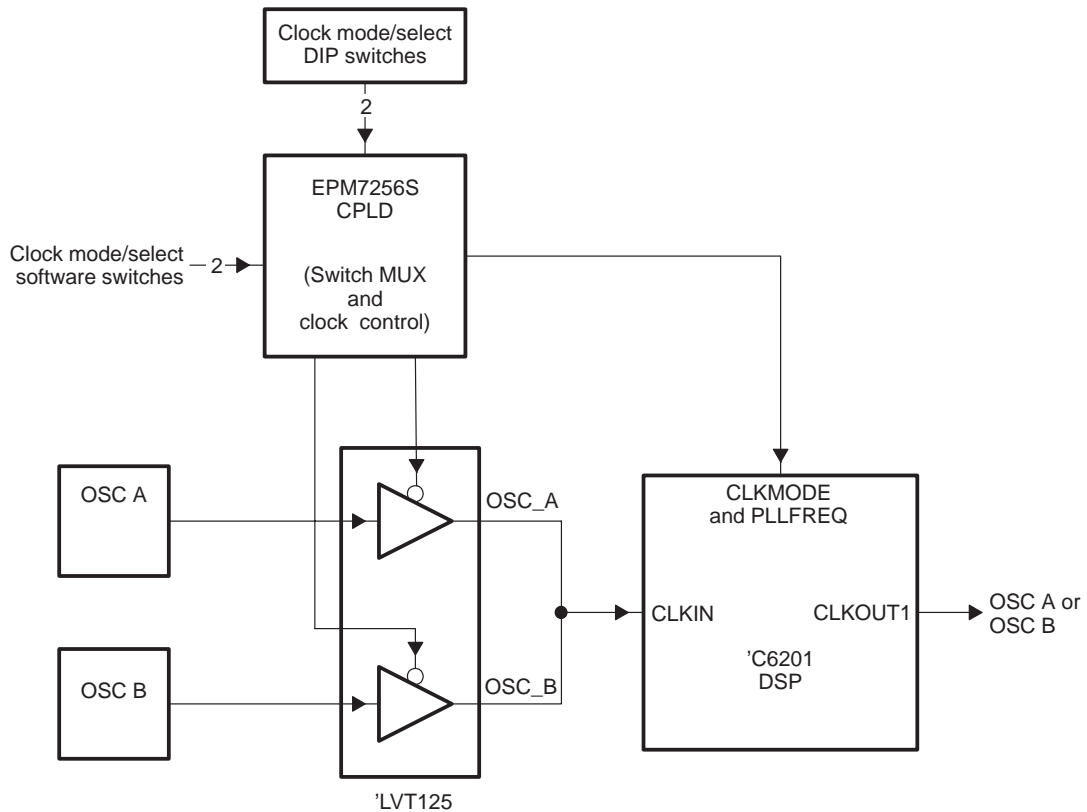 Clock mode/select
DIP switches
2
EPM7256S
CPLD
(Switch MUX
and
clock control)
Clock mode/select
software switches
2
OSC A
OSC_A
CLKMODE
and PLLFREQ
CLKIN
CLKOUT1
OSC A or
OSC B
'C6201
DSP
OSC B
OSC_B
'LVT125